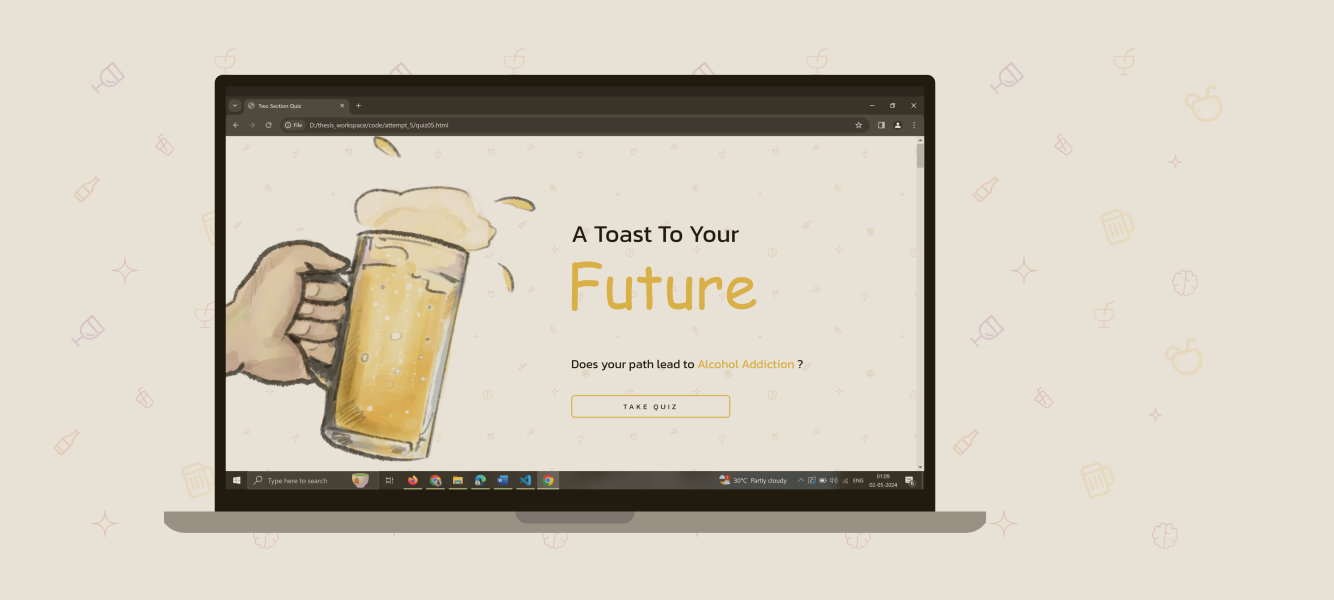 Two Section Quiz
File D:/thesis_workspace/code/attempt_5/quiz05.html
A Toast To Your
Future
Does your path lead to Alcohol Addiction ?
TAKE QUIZ
Type here to search
30°C Partly cloudy
ENG
01:09
02-05-2024